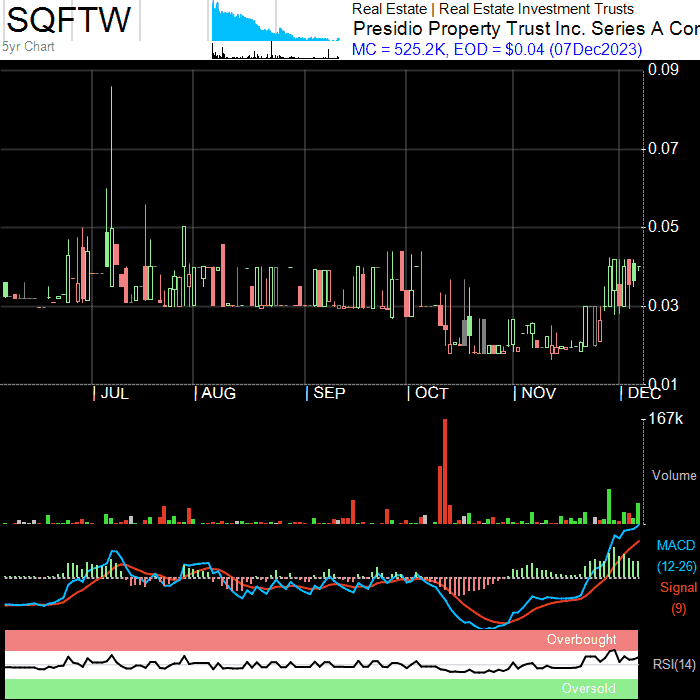 SQFTW
5yr Chart
Real Estate | Real Estate Investment Trusts
Presidio Property Trust Inc. Series A Cor
MC = 525.2K, EOD = $0.04 (07Dec2023)
0.09
0.07
0.05
0.03
0.01
| JUL | AUG | SEP | OCT | NOV | DEC
167k
Volume
MACD
(12-26)
Signal
(9)
Overbought
RSI(14)
Oversold